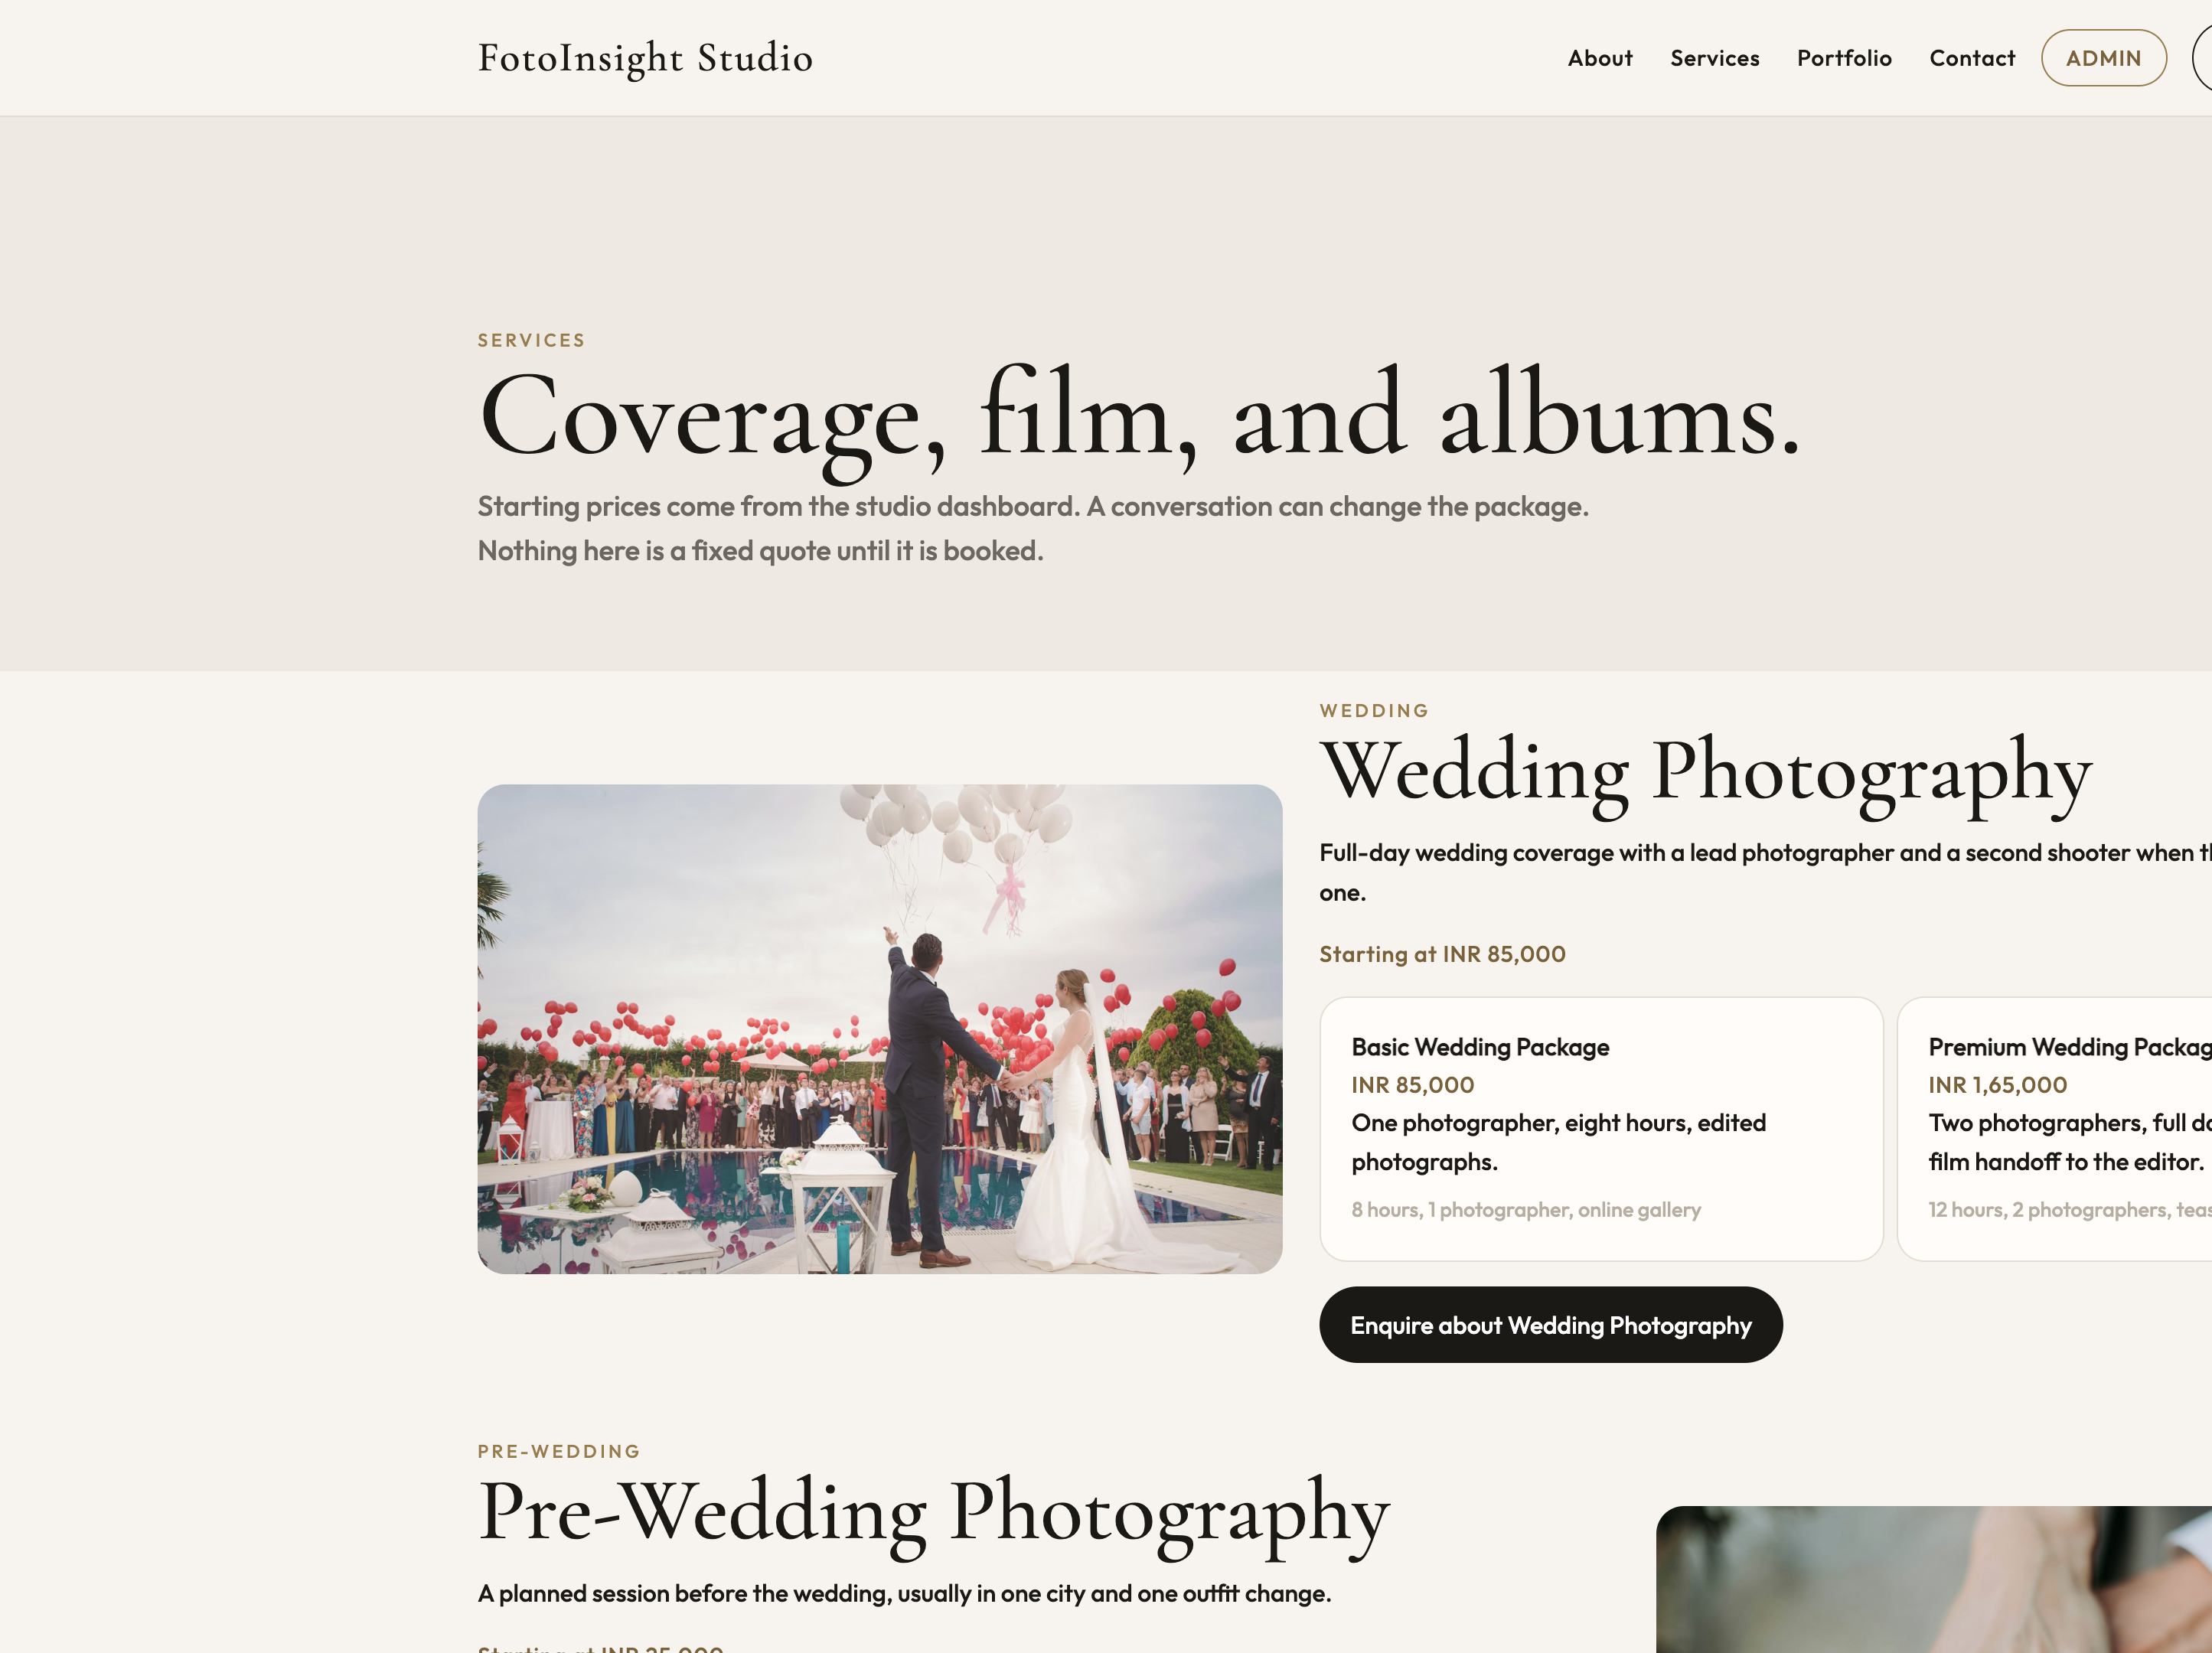 FotoInsight Studio
About Services Portfolio Contact ADMIN
SERVICES
Coverage, film, and albums.
Starting prices come from the studio dashboard. A conversation can change the package.
Nothing here is a fixed quote until it is booked.
WEDDING
Wedding Photography
Full-day wedding coverage with a lead photographer and a second shooter when
one.
Starting at INR 85,000
Basic Wedding Package
INR 85,000
One photographer, eight hours, edited
photographs.
8 hours, 1 photographer, online gallery
Premium Wedding
INR 1,65,000
Two photographers, full
film handoff to the editor.
12 hours, 2 photographers,
Enquire about Wedding Photography
PRE-WEDDING
Pre-Wedding Photography
A planned session before the wedding, usually in one city and one outfit change.